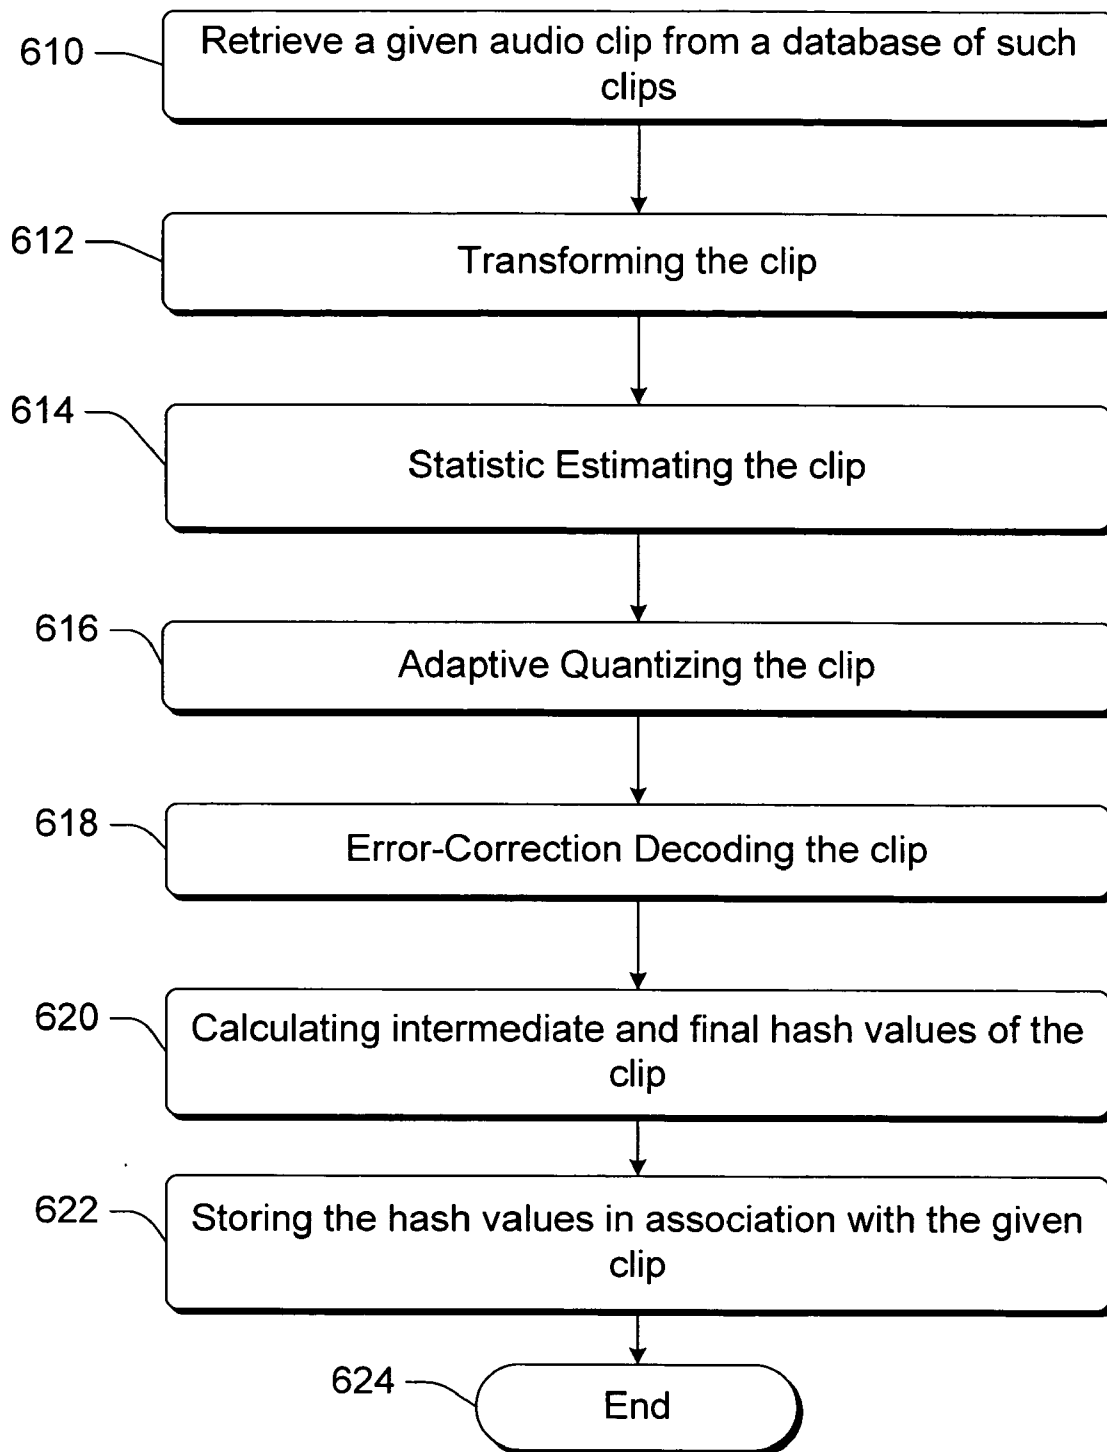 610
Retrieve a given audio clip from a database of such
clips
612
Transforming the clip
614
Statistic Estimating the clip
616
Adaptive Quantizing the clip
618
Error-Correction Decoding the clip
620
Calculating intermediate and final hash values of the
clip
622
Storing the hash values in association with the given
clip
624
End